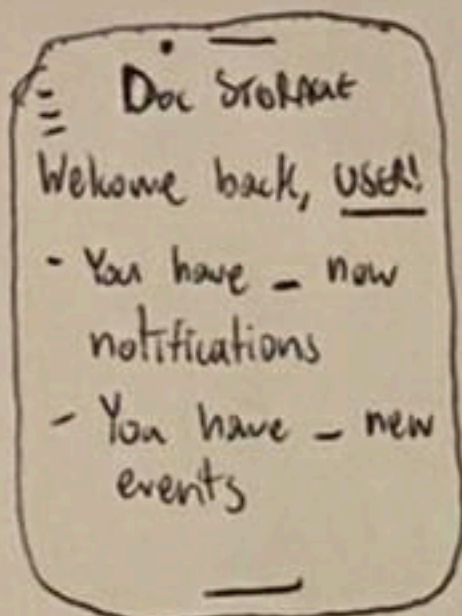 Doc STORAGE
Welcome back, USER!
- You have _ new
notifications
- You have _ new
events